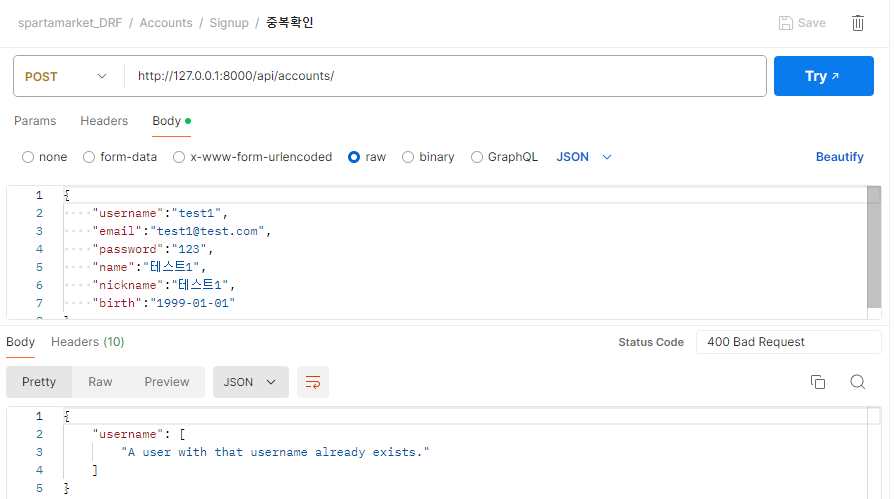 spartamarket_DRF / Accounts / Signup / 중복확인
Save
POST
http://127.0.0.1:8000/api/accounts/
Try ↗
Params Headers Body
none form-data x-www-form-urlencoded raw binary GraphQL JSON
Beautify
1 {
2 ····"username":"test1",
3 ····"email":"test1@test.com",
4 ····"password":"123",
5 ····"name":"테스트1",
6 ····"nickname":"테스트1",
7 ····"birth":"1999-01-01"
Body Headers (10)
Status Code 400 Bad Request
Pretty Raw Preview JSON
1 {
2 "username": [
3 "A user with that username already exists."
4 ]
5 }